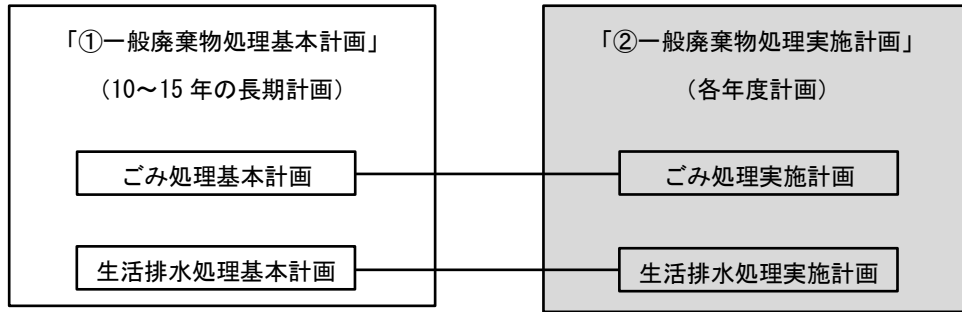 「①一般廃棄物処理基本計画」
（10～15 年の長期計画）
ごみ処理基本計画
生活排水処理基本計画
「②一般廃棄物処理実施計画」
（各年度計画）
ごみ処理実施計画
生活排水処理実施計画